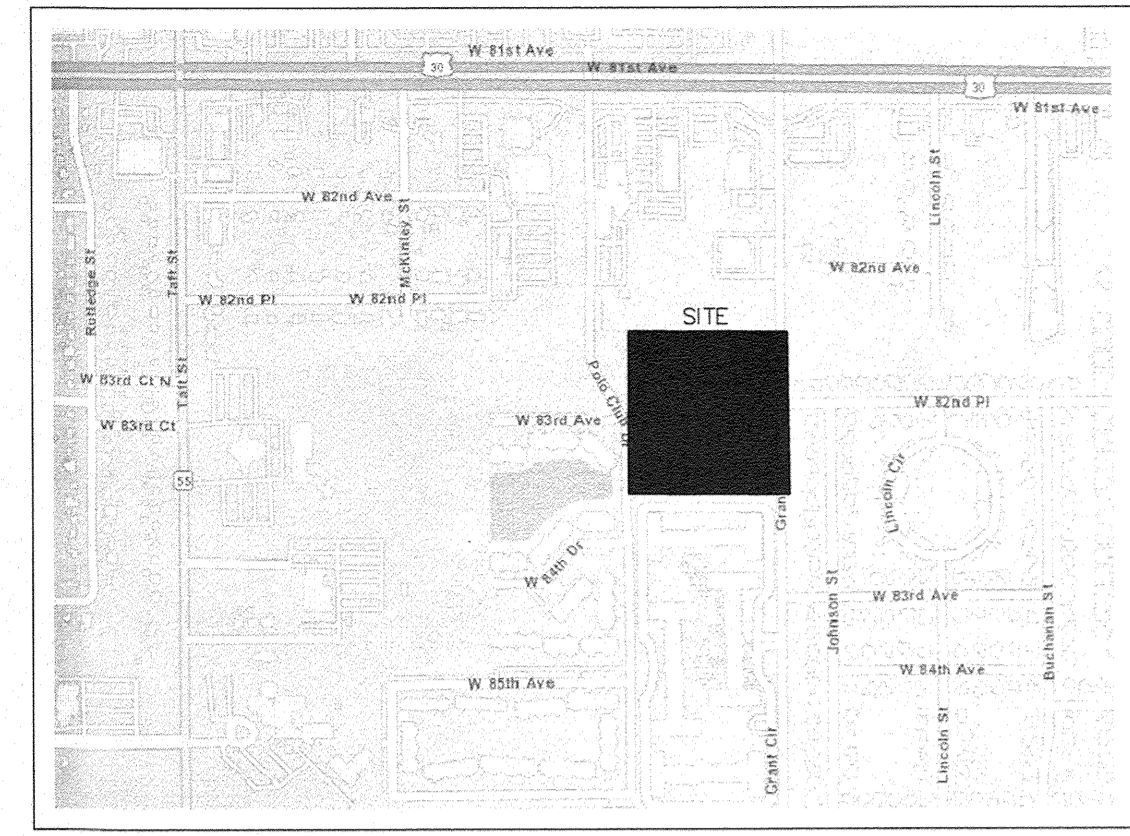 W 81st Ave
30
W 81st Ave
30
W 81st Ave
W 82nd Ave
Lincoln St
McKinley St
Rutledge St
Taft St
W 82nd Ave
W 82nd Pl
W 82nd Pl
SITE
W 83rd Ct N
Taft St
Polo Club Dr
W 82nd Pl
W 83rd Ct
W 83rd Ave
55
Lincoln Cir
Gran
W 84th Dr
Johnson St
W 83rd Ave
Buchanan St
W 84th Ave
W 85th Ave
Grant Cir
Lincoln St